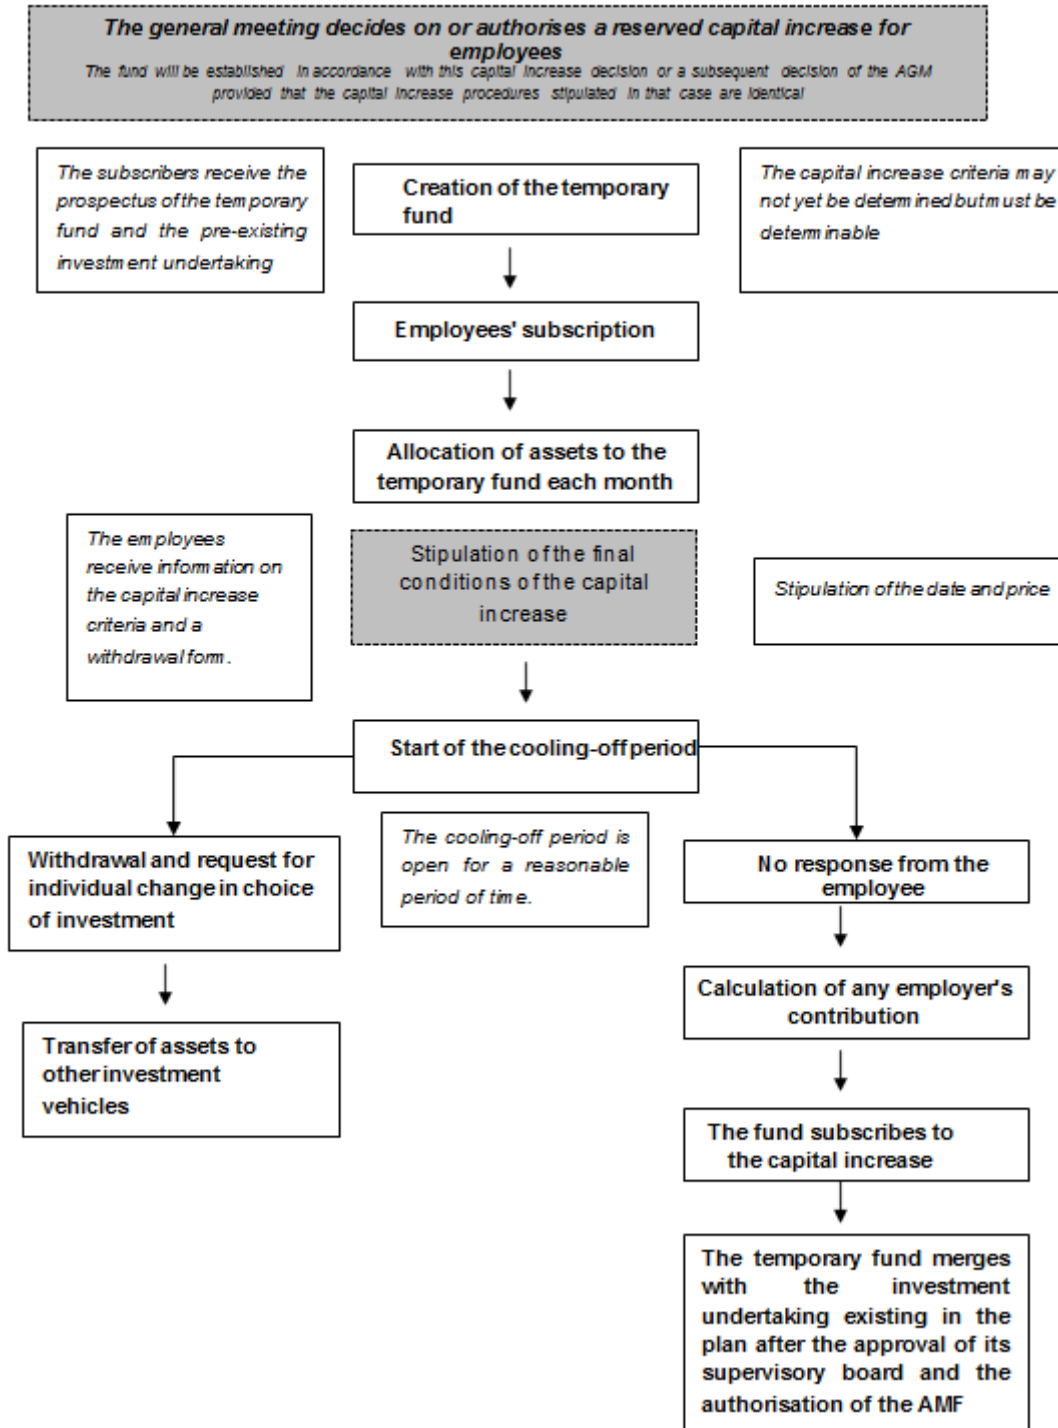 The general meeting decides on or authorises a reserved capital increase for
employees
The fund will be established in accordance with this capital increase decision or a subsequent decision of the AGM
provided that the capital increase procedures stipulated in that case are identical
The subscribers receive the
prospectus of the temporary
fund and the pre-existing
investment undertaking
Creation of the temporary
fund
The capital increase criteria may
not yet be determined but must be
determinable
Employees' subscription
Allocation of assets to the
temporary fund each month
The employees
receive information on
the capital increase
criteria and a
withdrawal form.
Stipulation of the final
conditions of the capital
increase
Stipulation of the date and price
Start of the cooling-off period
Withdrawal and request for
individual change in choice
of investment
The cooling-off period is
open for a reasonable
period of time.
No response from the
employee
Transfer of assets to
other investment
vehicles
Calculation of any employer's
contribution
The fund subscribes to
the capital increase
The temporary fund merges
with the investment
undertaking existing in the
plan after the approval of its
supervisory board and the
authorisation of the AMF